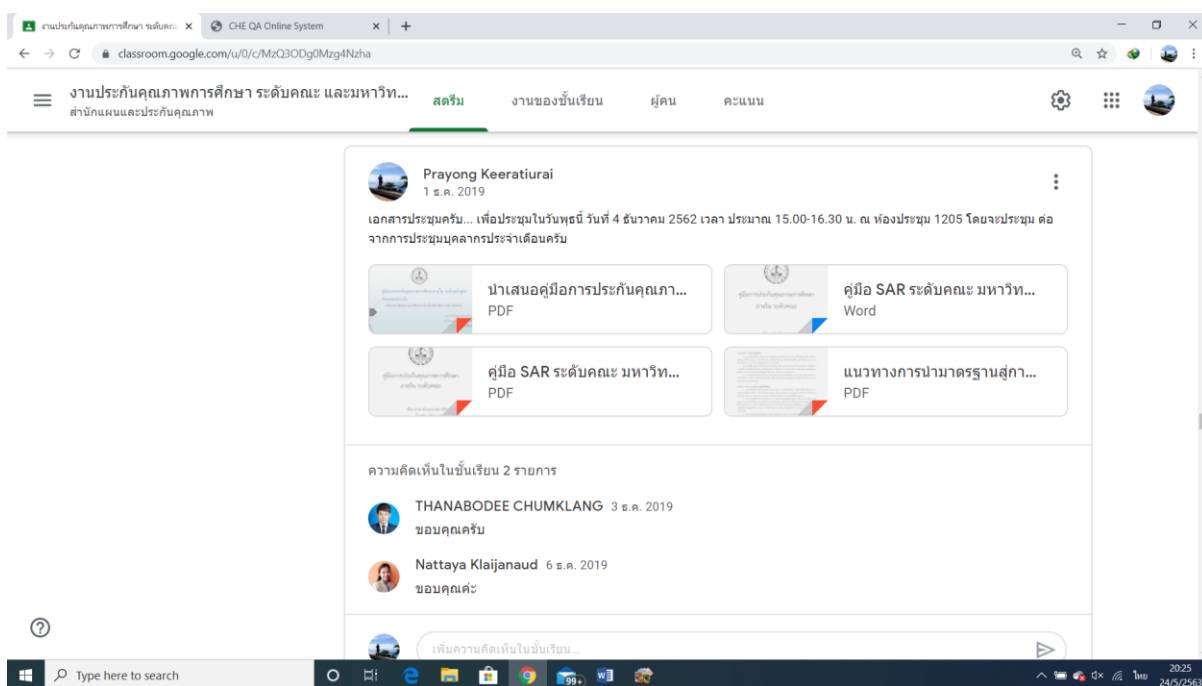 งานประกันคุณภาพการศึกษา ระดับคณะ
CHE QA Online System
classroom.google.com/u/0/c/MzQ3ODg0Mzg4Nzha
งานประกันคุณภาพการศึกษา ระดับคณะ และมหาวิท...
สำนักแผนและประกันคุณภาพ
สตรีม
งานของชั้นเรียน
ผู้คน
คะแนน
Prayong Keeratiurai
1 ธ.ค. 2019
เอกสารประชุมครับ... เพื่อประชุมในวันพุธนี้ วันที่ 4 ธันวาคม 2562 เวลา ประมาณ 15.00-16.30 น. ณ ห้องประชุม 1205 โดยจะประชุม ต่อ
จากการประชุมบุคลากรประจำเดือนครับ
นำเสนอคู่มือการประกันคุณภา...
PDF
คู่มือ SAR ระดับคณะ มหาวิท...
Word
คู่มือ SAR ระดับคณะ มหาวิท...
PDF
แนวทางการนำมาตรฐานสู่กา...
PDF
ความคิดเห็นในชั้นเรียน 2 รายการ
THANABODEE CHUMKLANG 3 ธ.ค. 2019
ขอบคุณครับ
Nattaya Klaijanaud 6 ธ.ค. 2019
ขอบคุณค่ะ
เพิ่มความคิดเห็นในชั้นเรียน...
Type here to search
99+
ไทย
20:25
24/5/2563